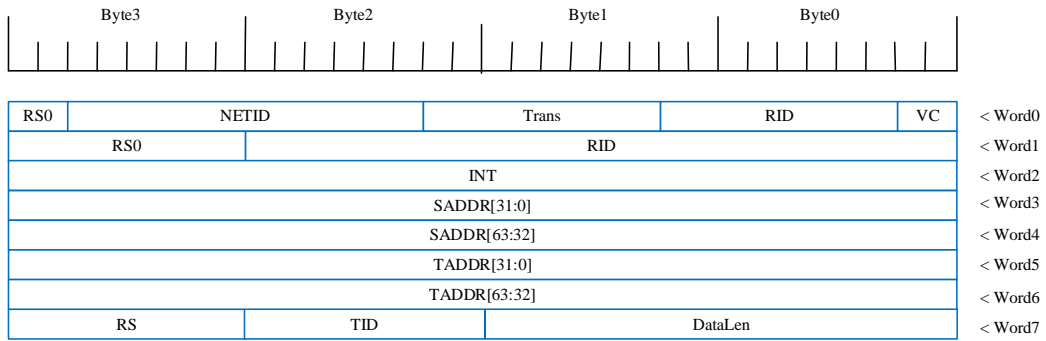 Byte3 Byte2 Byte1 Byte0
RS0 NETID Trans RID VC < Word0
RS0 RID < Word1
INT < Word2
SADDR[31:0] < Word3
SADDR[63:32] < Word4
TADDR[31:0] < Word5
TADDR[63:32] < Word6
RS TID DataLen < Word7